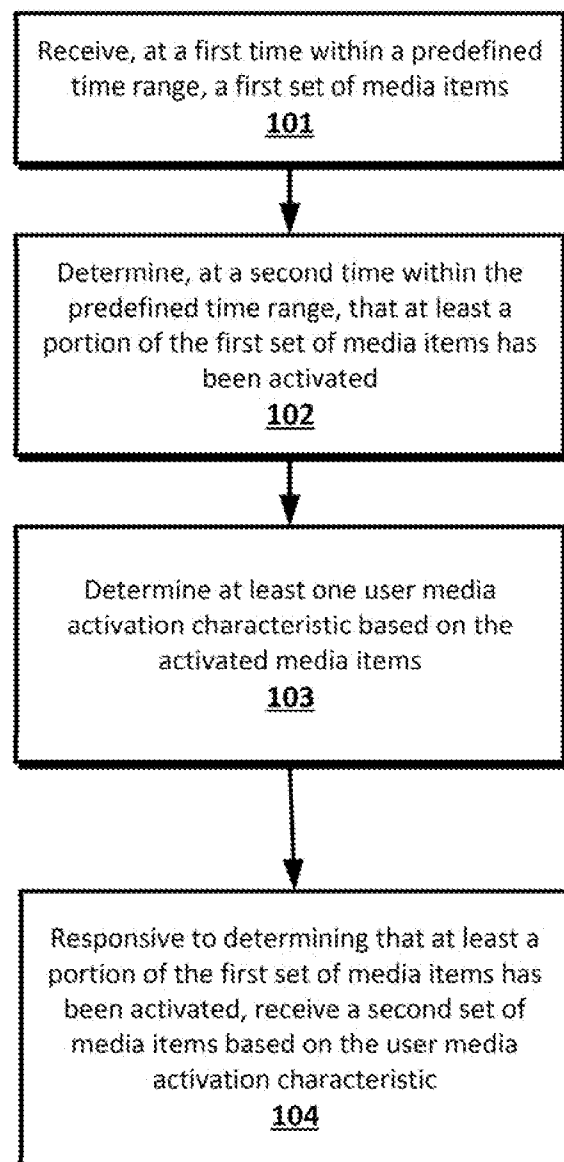 Receive, at a first time within a predefined
time range, a first set of media items
101
Determine, at a second time within the
predefined time range, that at least a
portion of the first set of media items has
been activated
102
Determine at least one user media
activation characteristic based on the
activated media items
103
Responsive to determining that at least a
portion of the first set of media items has
been activated, receive a second set of
media items based on the user media
activation characteristic
104